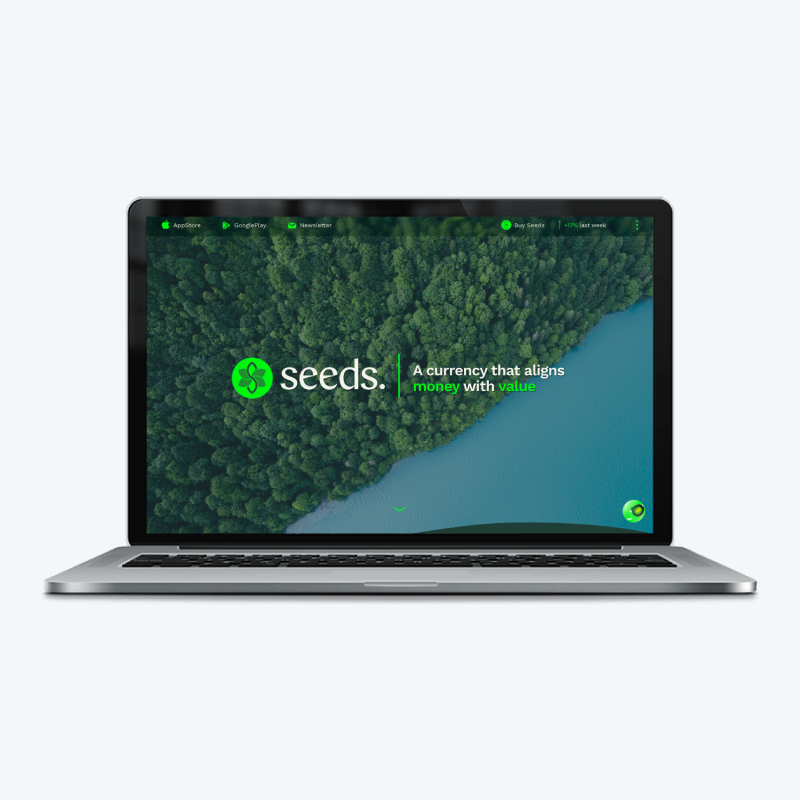 AppStore
GooglePlay
Newsletter
Buy Seeds
+17% last week
seeds.
A currency that aligns
money with value